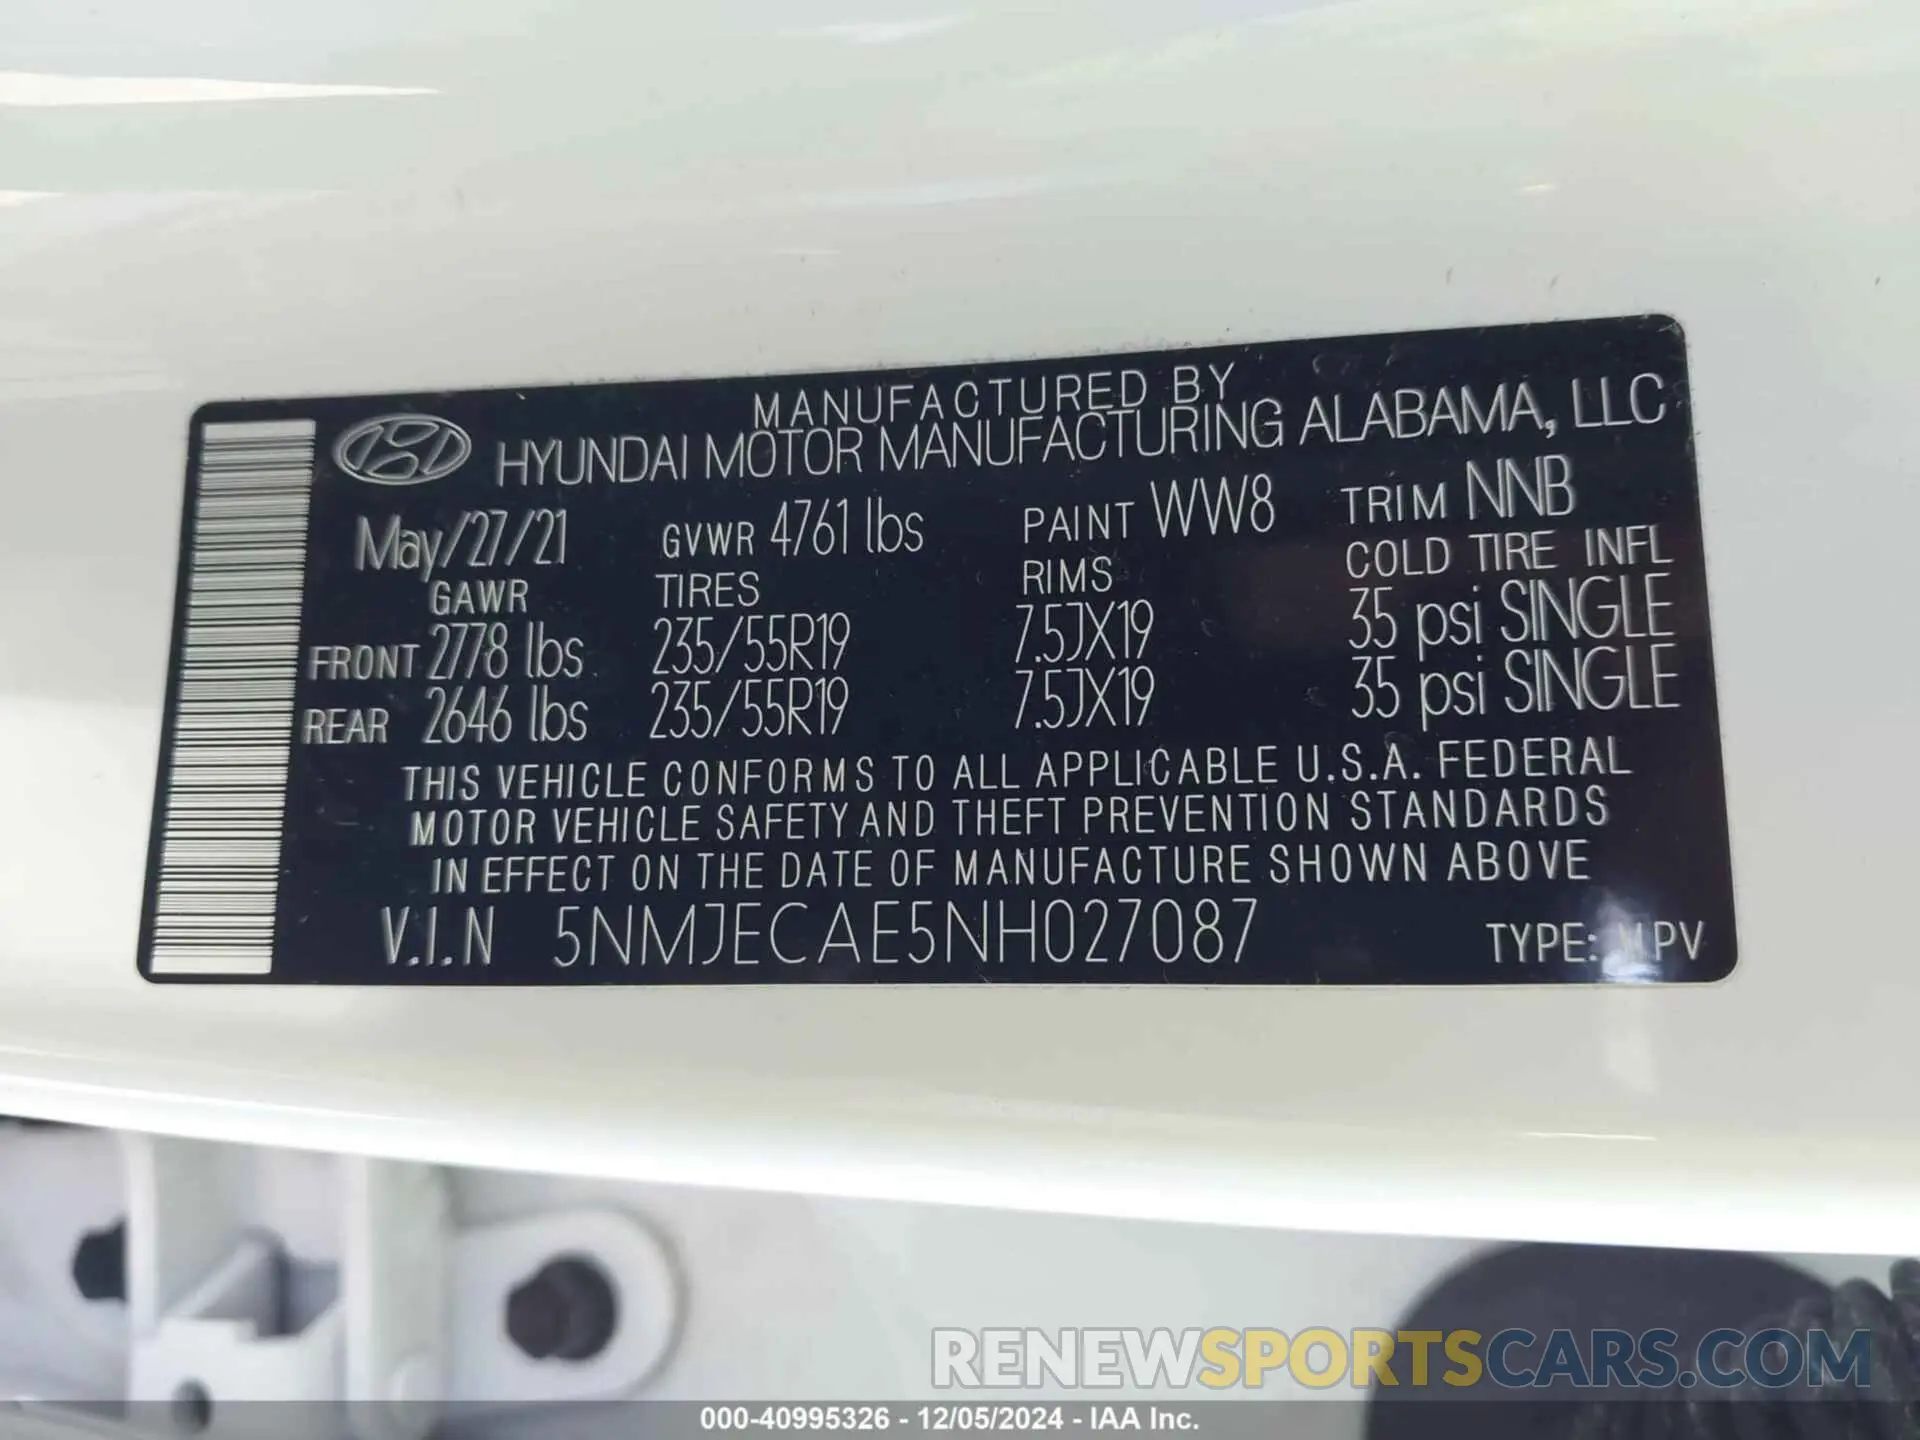 MANUFACTURED BY
HYUNDAI MOTOR MANUFACTURING ALABAMA, LLC
May/27/21 GVWR 4761 lbs PAINT WW8 TRIM NNB
GAWR TIRES RIMS COLD TIRE INFL
FRONT 2778 lbs 235/55R19 7.5JX19 35 psi SINGLE
REAR 2646 lbs 235/55R19 7.5JX19 35 psi SINGLE
THIS VEHICLE CONFORMS TO ALL APPLICABLE U.S.A. FEDERAL
MOTOR VEHICLE SAFETY AND THEFT PREVENTION STANDARDS
IN EFFECT ON THE DATE OF MANUFACTURE SHOWN ABOVE
V.I.N 5NMJECAE5NH027087 TYPE: MPV
RENEWSPORTSCARS.COM
000-40995326 - 12/05/2024 - IAA Inc.